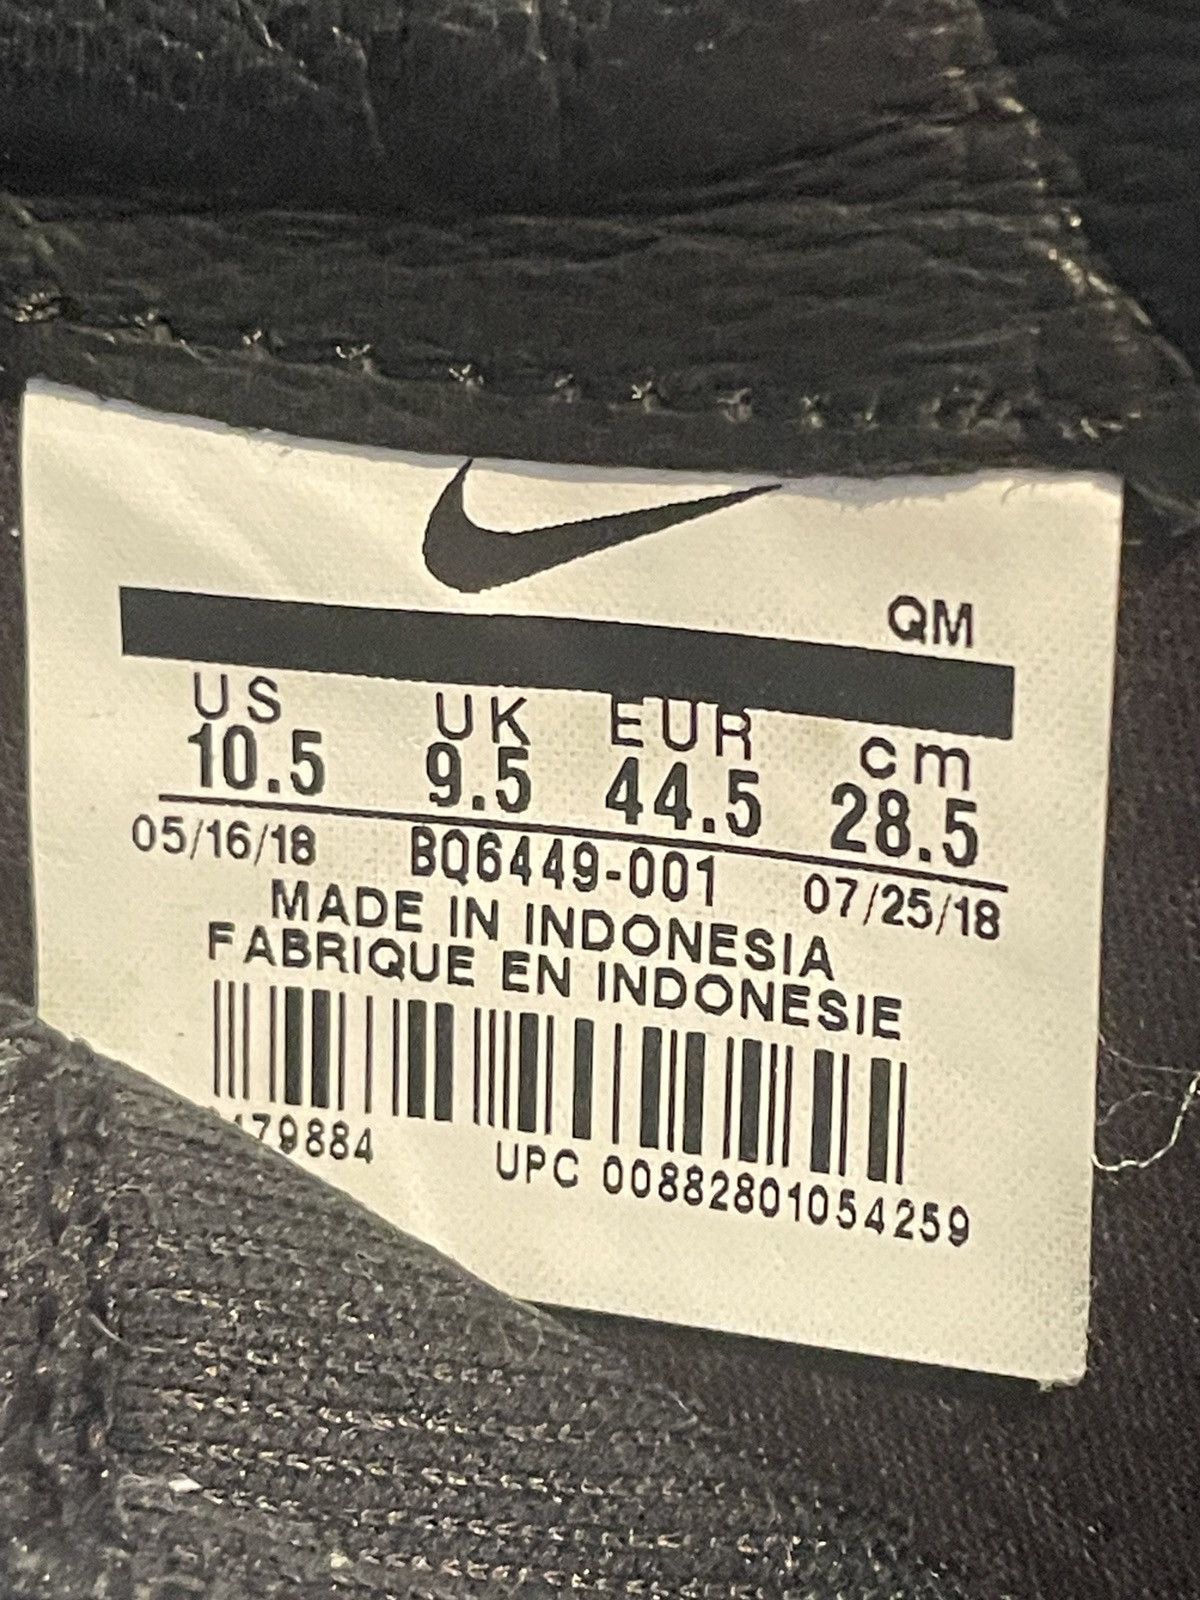 QM
US UK EUR cm
10.5 9.5 44.5 28.5
05/16/18 BQ6449-001 07/25/18
MADE IN INDONESIA
FABRIQUE EN INDONESIE
179884 UPC 00882801054259